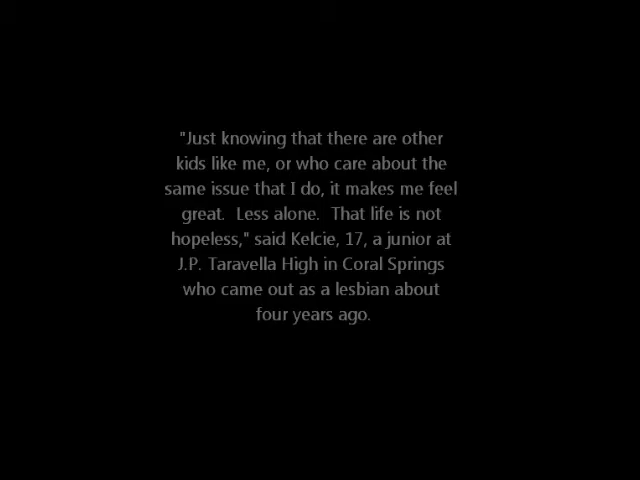 "Just knowing that there are other
kids like me, or who care about the
same issue that I do, it makes me feel
great.  Less alone.  That life is not
hopeless," said Kelcie, 17, a junior at
J.P. Taravella High in Coral Springs
who came out as a lesbian about
four years ago.